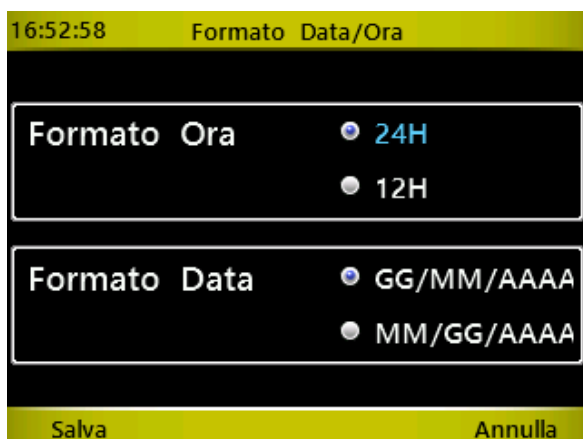 16:52:58 Formato Data/Ora
Formato Ora 24H
12H
Formato Data GG/MM/AAAA
MM/GG/AAAA
Salva Annulla